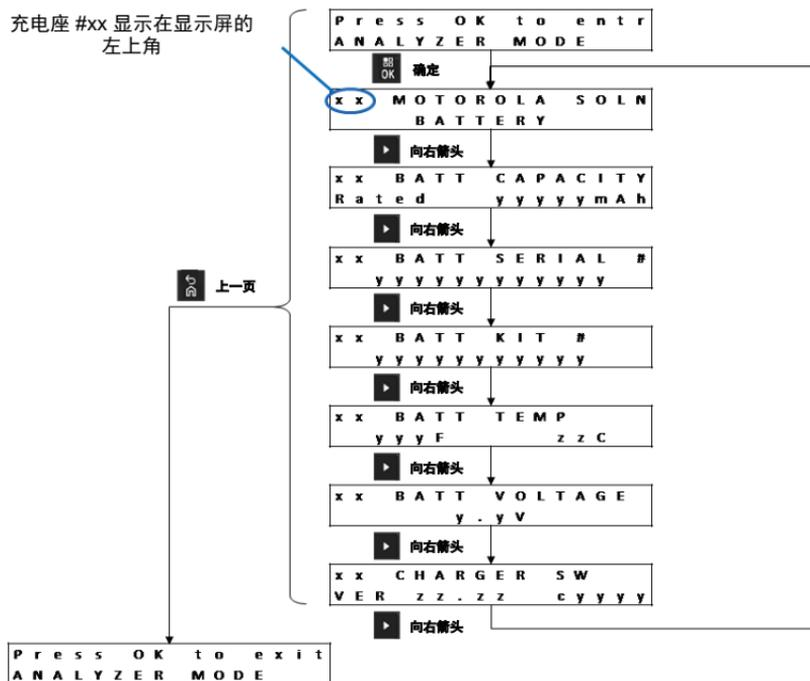 充电座 #xx 显示在显示屏的
左上角
Press OK to entr
ANALYZER MODE
OK
确定
xx MOTOROLA SOLN
BATTERY
向右箭头
xx BATT CAPACITY
Rated yyyyymAh
向右箭头
xx BATT SERIAL #
yyyyyyyyyyyy
上一页
向右箭头
xx BATT KIT #
yyyyyyyyyyy
向右箭头
xx BATT TEMP
yyyF zzC
向右箭头
xx BATT VOLTAGE
y.yV
向右箭头
xx CHARGER SW
VER zz.zz cyyyy
向右箭头
Press OK to exit
ANALYZER MODE